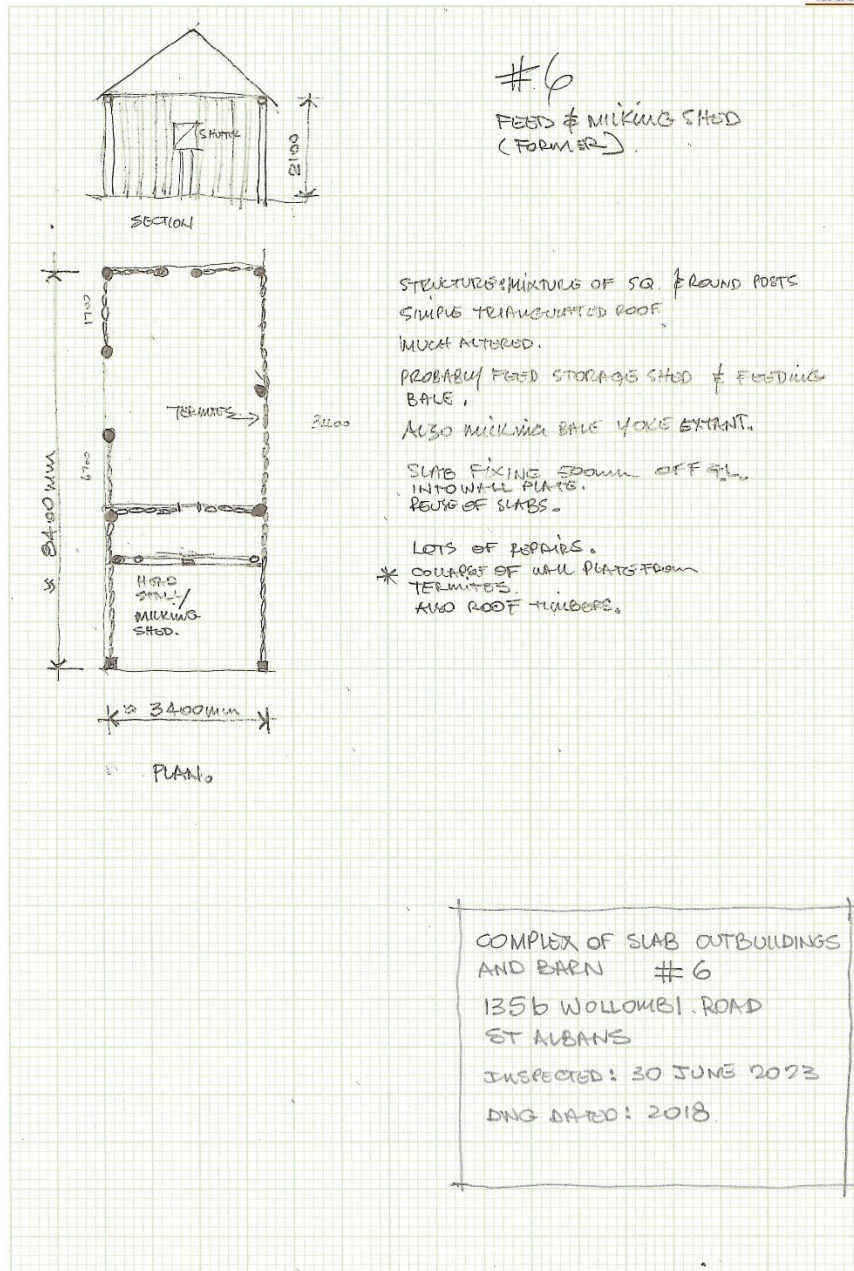 #6
FEED & MILKING SHED
(FORMER)
SHUTTER
2100
SECTION
STRUCTURE: MIXTURE OF SQ. & ROUND POSTS
SIMPLE TRIANGULATED ROOF
MUCH ALTERED.
PROBABLY FEED STORAGE SHED & FEEDING
BALE.
ALSO MILKING BALE YOKE EXTANT.
SLAB FIXING 500mm OFF G.L.
INTO WALL PLATE.
REUSE OF SLABS.
LOTS OF REPAIRS.
* COLLAPSE OF WALL PLATE FROM
TERMITES.
ALSO ROOF TIMBERS.
1700
TERMITES
3400
6700
≈ 8400mm
HEAD
STALL/
MILKING
SHED.
≈ 3400mm
PLAN.
COMPLEX OF SLAB OUTBUILDINGS
AND BARN #6
1356 WOLLOMBI ROAD
ST ALBANS
INSPECTED: 30 JUNE 2023
DWG DATED: 2018